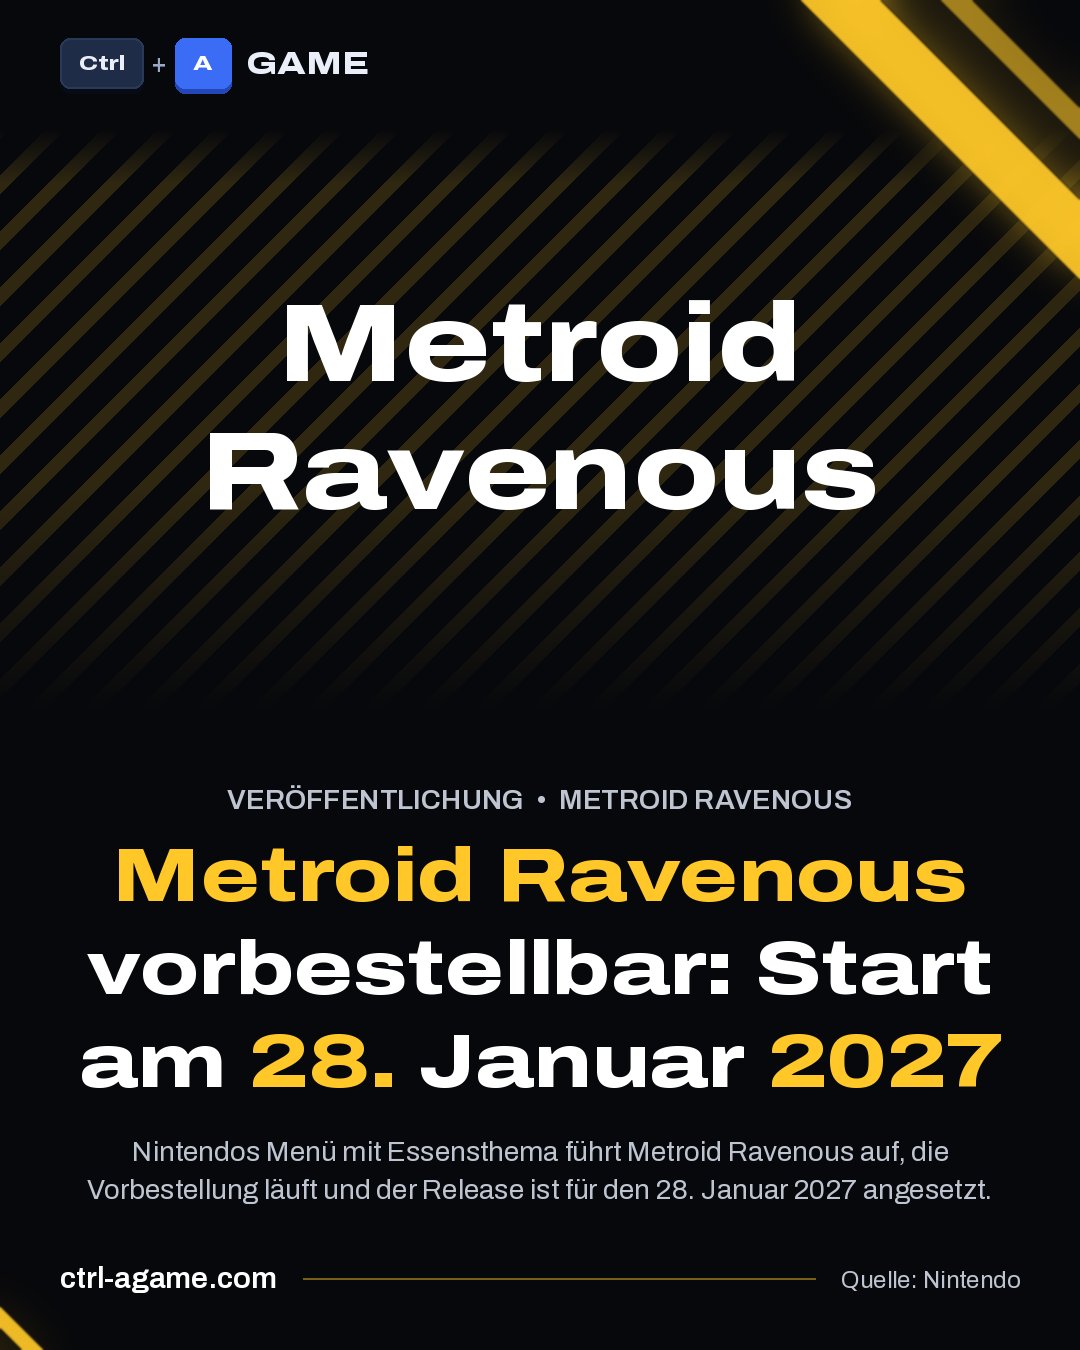 Ctrl + A GAME
Metroid
Ravenous
VERÖFFENTLICHUNG • METROID RAVENOUS
Metroid Ravenous
vorbestellbar: Start
am 28. Januar 2027
Nintendos Menü mit Essensthema führt Metroid Ravenous auf, die
Vorbestellung läuft und der Release ist für den 28. Januar 2027 angesetzt.
ctrl-agame.com
Quelle: Nintendo